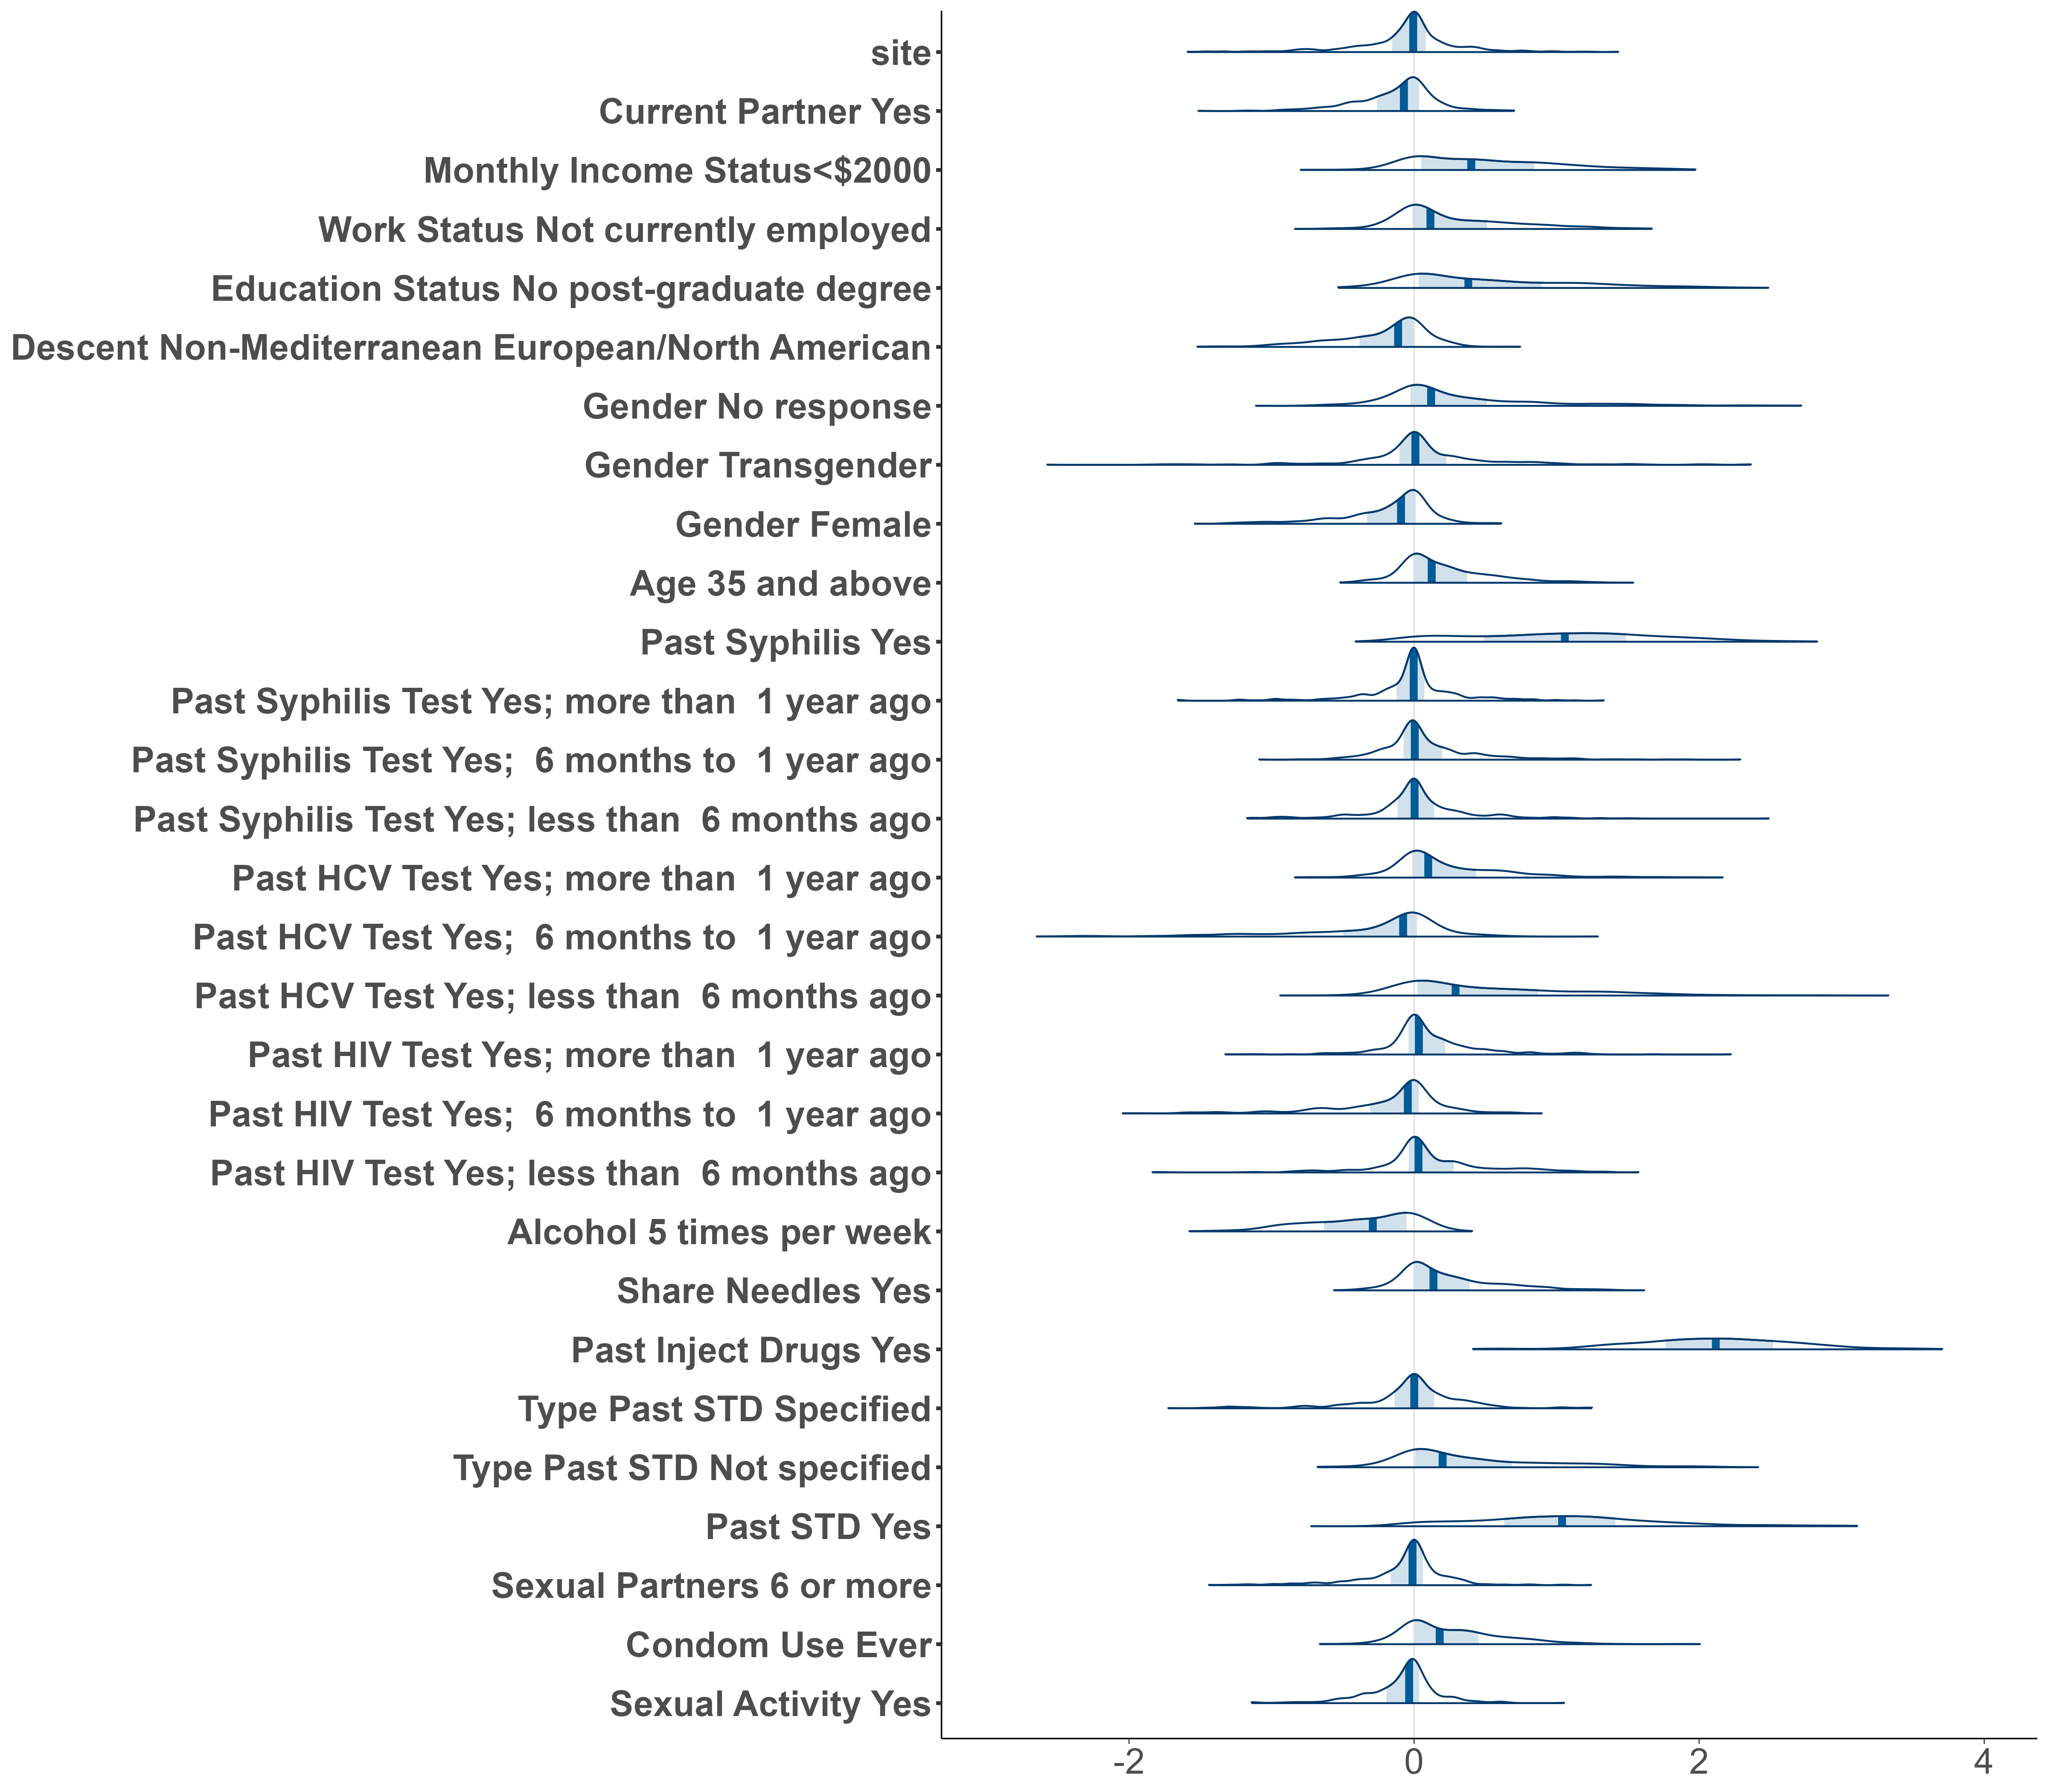 site
Current Partner Yes
Monthly Income Status<$2000
Work Status Not currently employed
Education Status No post-graduate degree
Descent Non-Mediterranean European/North American
Gender No response
Gender Transgender
Gender Female
Age 35 and above
Past Syphilis Yes
Past Syphilis Test Yes; more than  1 year ago
Past Syphilis Test Yes;  6 months to  1 year ago
Past Syphilis Test Yes; less than  6 months ago
Past HCV Test Yes; more than  1 year ago
Past HCV Test Yes;  6 months to  1 year ago
Past HCV Test Yes; less than  6 months ago
Past HIV Test Yes; more than  1 year ago
Past HIV Test Yes;  6 months to  1 year ago
Past HIV Test Yes; less than  6 months ago
Alcohol 5 times per week
Share Needles Yes
Past Inject Drugs Yes
Type Past STD Specified
Type Past STD Not specified
Past STD Yes
Sexual Partners 6 or more
Condom Use Ever
Sexual Activity Yes
-2 0 2 4